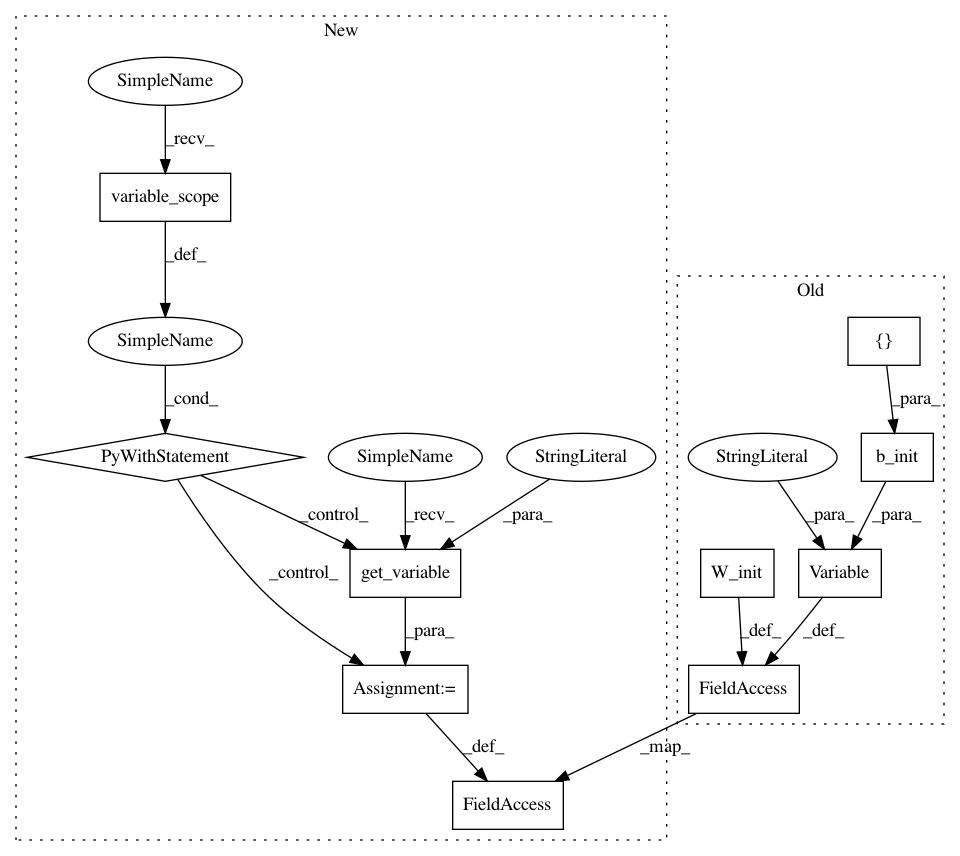 New
SimpleName
_recv_
variable_scope
_def_
Old
SimpleName
{}
_cond_
_para_
PyWithStatement
SimpleName
StringLiteral
StringLiteral
b_init
_control_
_recv_
_para_
_para_
_para_
_control_
get_variable
W_init
Variable
_para_
_def_
_def_
Assignment:=
FieldAccess
_def_
_map_
FieldAccess